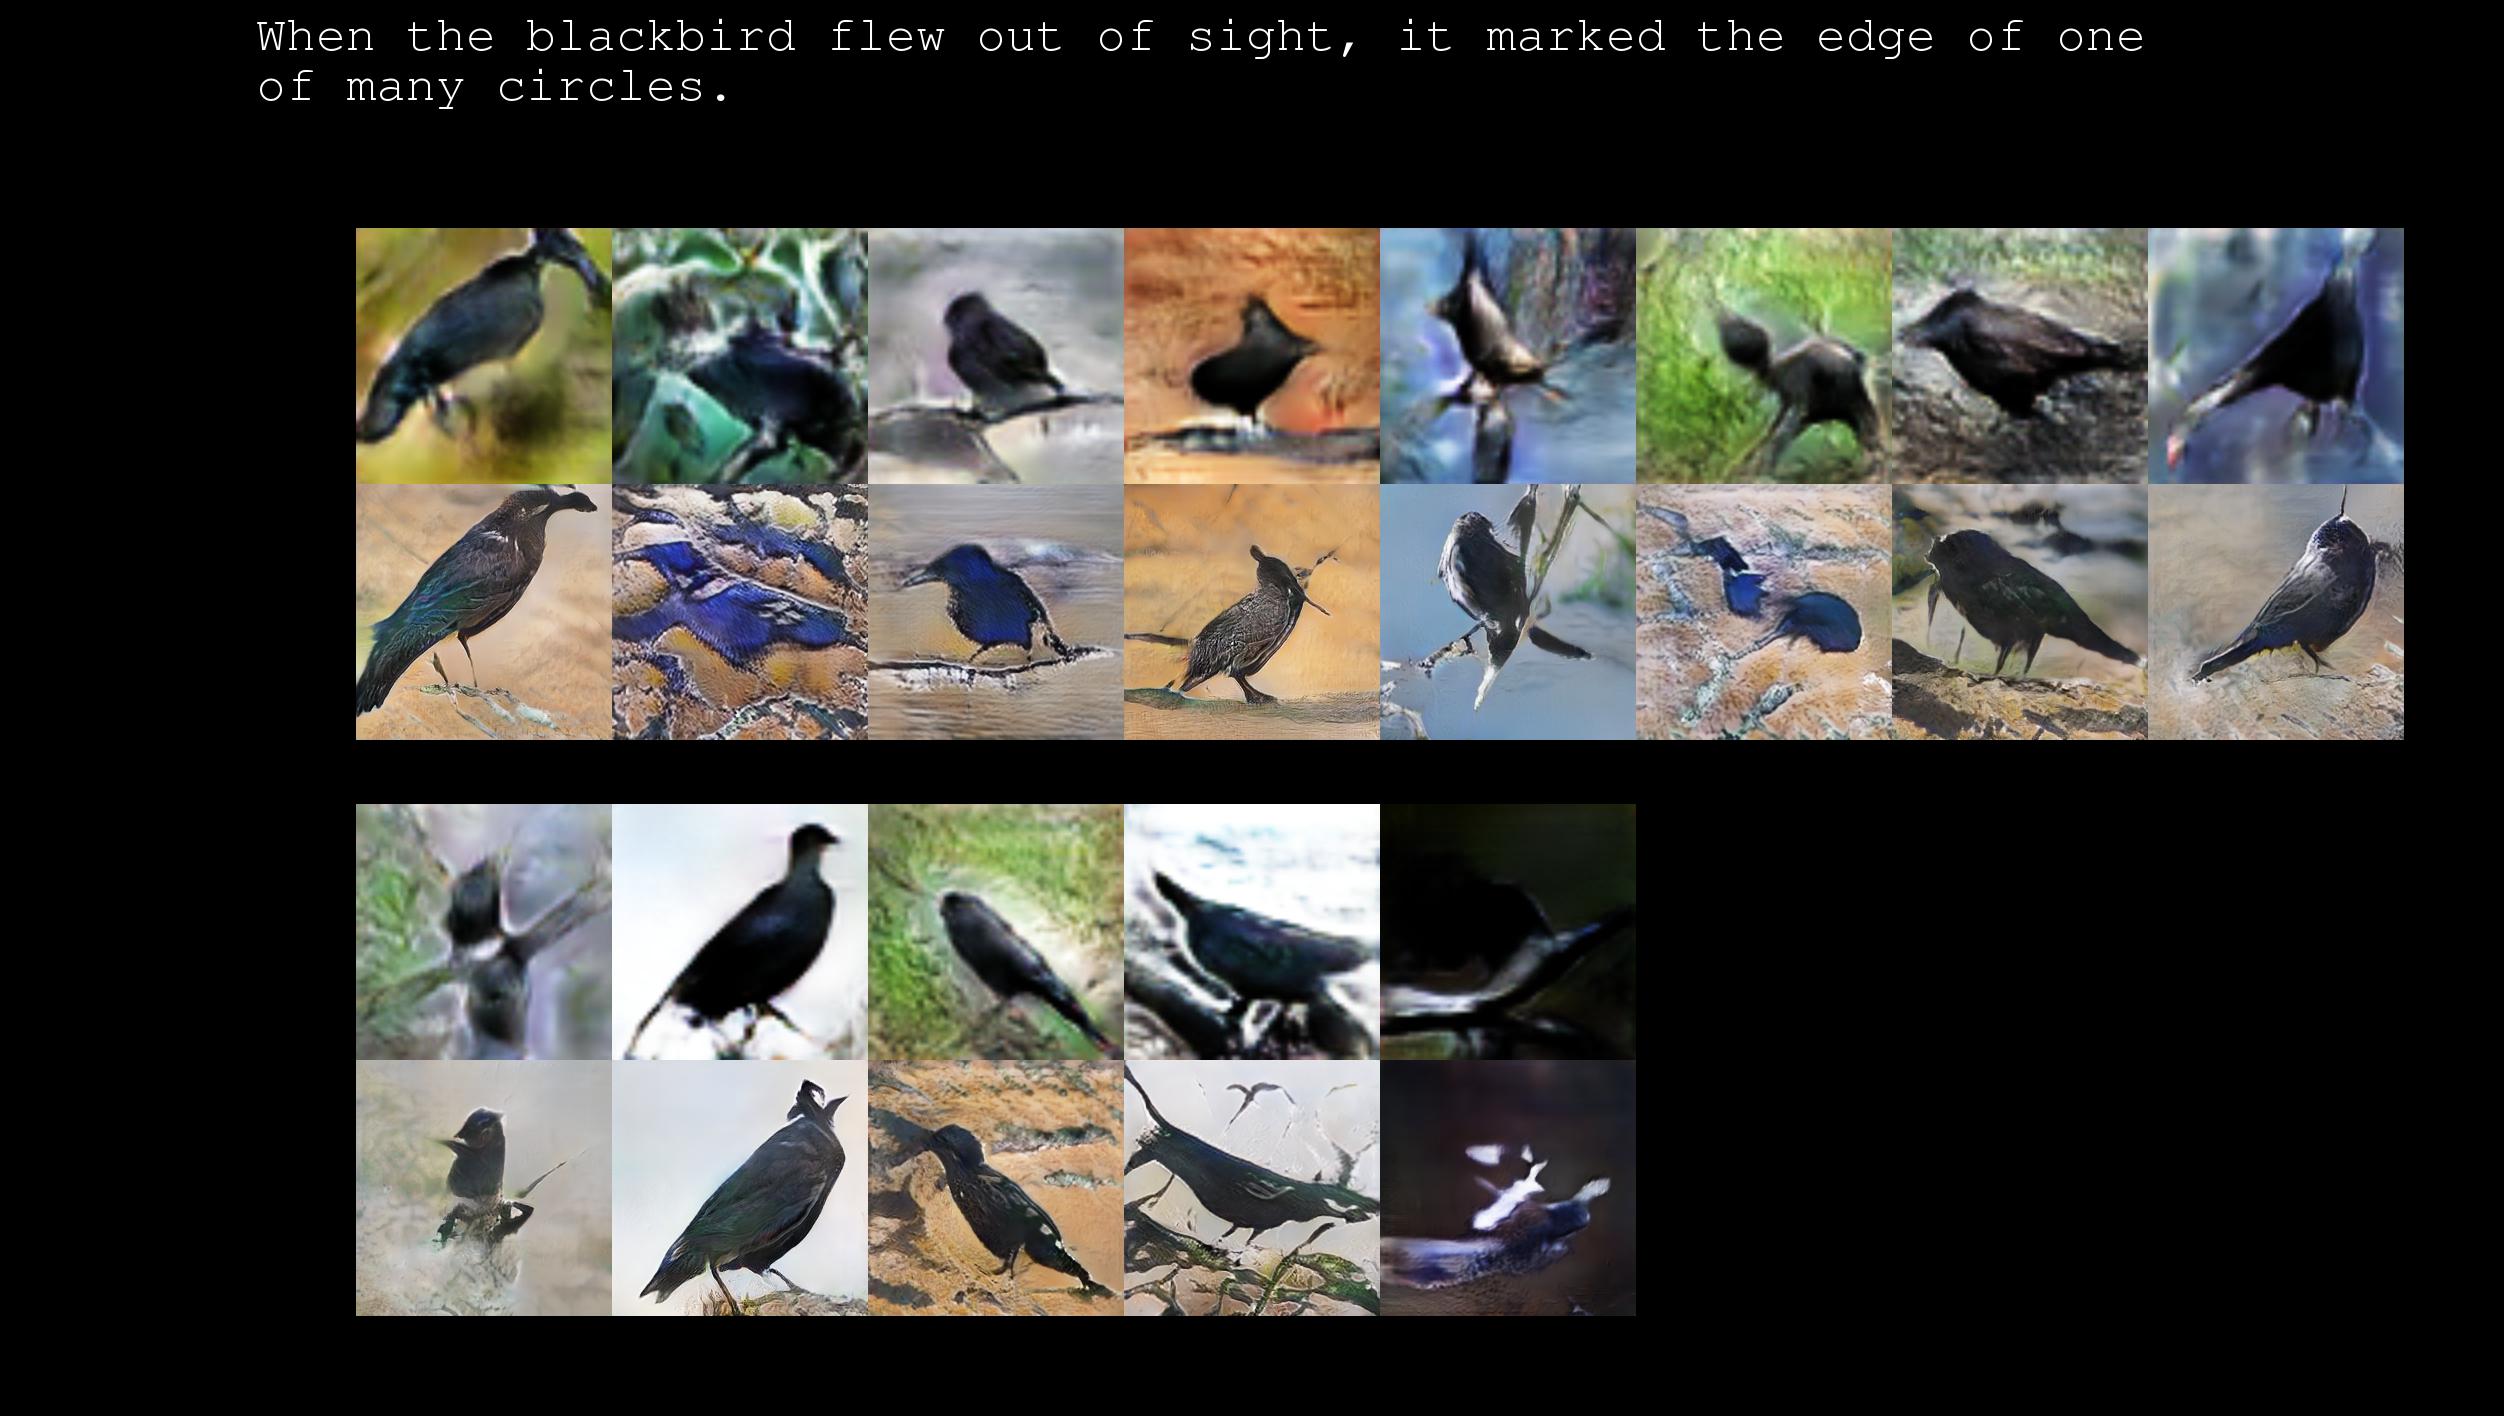 When the blackbird flew out of sight, it marked the edge of one
of many circles.